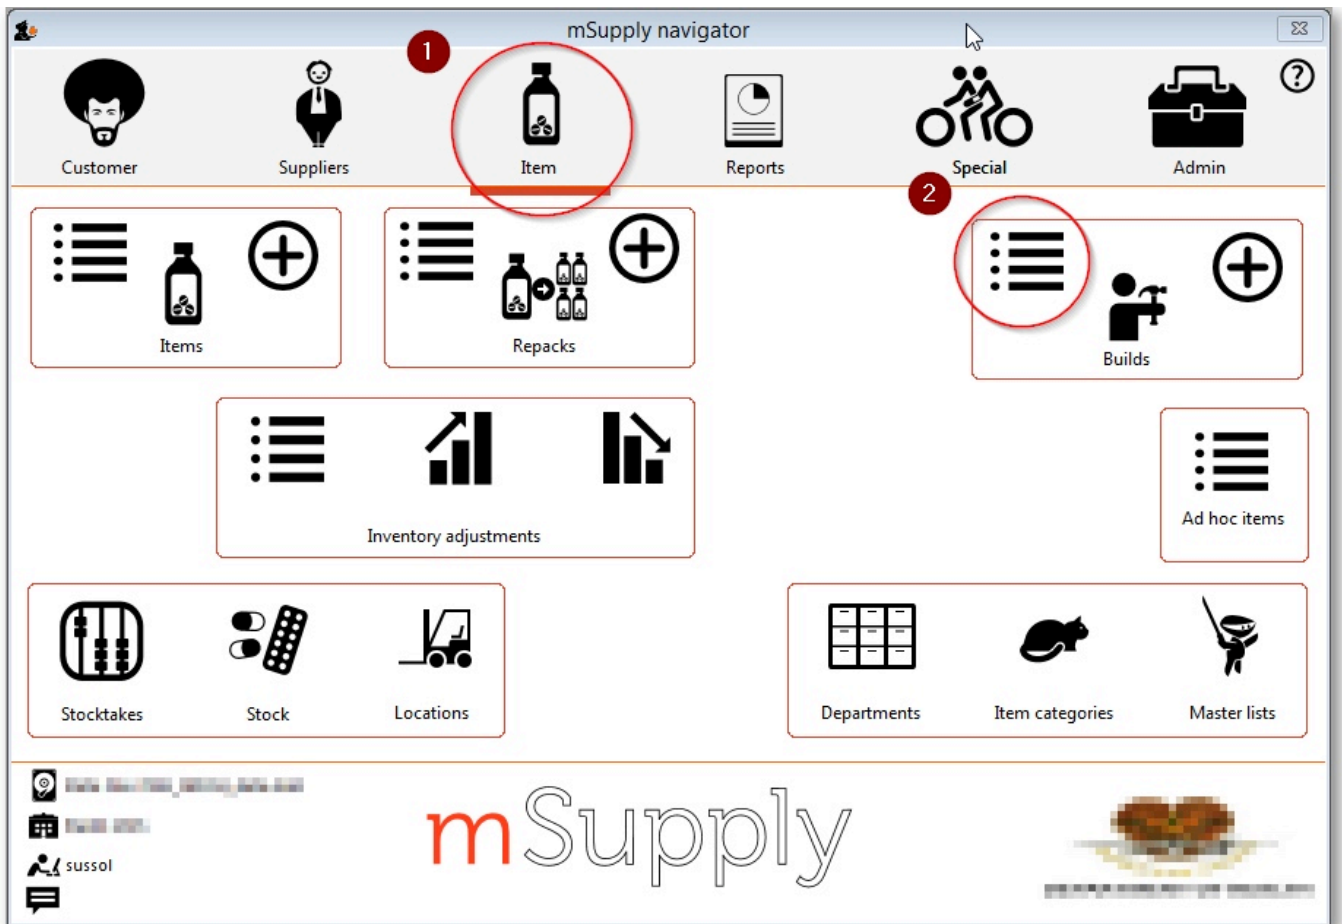 mSupply navigator
1
Customer
Suppliers
Item
Reports
Special
Admin
?
2
Items
Repacks
Builds
Inventory adjustments
Ad hoc items
Stocktakes
Stock
Locations
Departments
Item categories
Master lists
sussol
mSupply